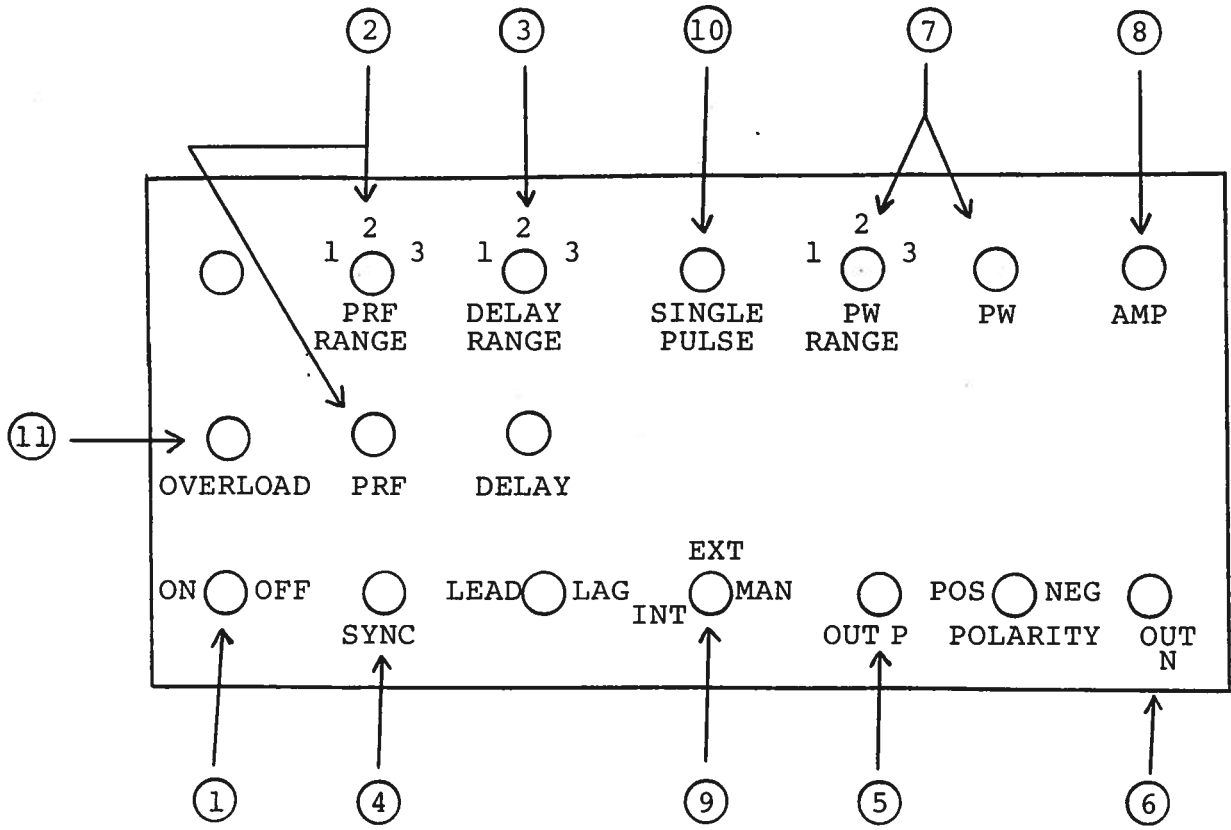 2 3 10 7 8
2 2 2
1 3 1 3 1 3
PRF DELAY SINGLE PW PW AMP
RANGE RANGE PULSE RANGE
11
OVERLOAD PRF DELAY
EXT
ON OFF LEAD LAG INT MAN POS NEG
SYNC OUT P POLARITY OUT
N
1 4 9 5 6